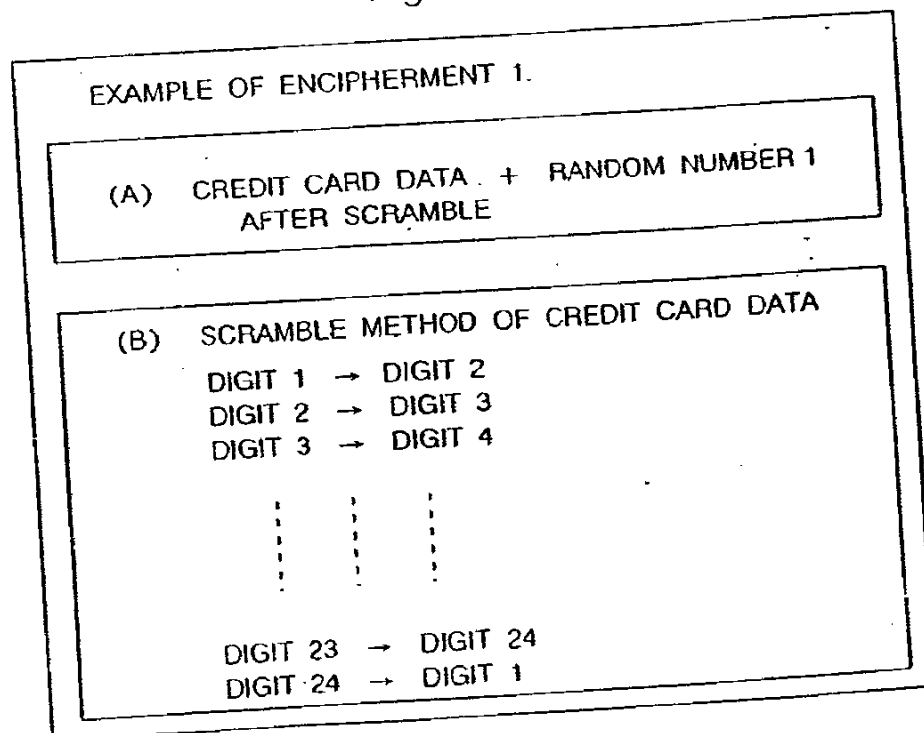 EXAMPLE OF ENCIPHERMENT 1.
(A) CREDIT CARD DATA + RANDOM NUMBER 1
AFTER SCRAMBLE
(B) SCRAMBLE METHOD OF CREDIT CARD DATA
DIGIT 1 → DIGIT 2
DIGIT 2 → DIGIT 3
DIGIT 3 → DIGIT 4
DIGIT 23 → DIGIT 24
DIGIT 24 → DIGIT 1